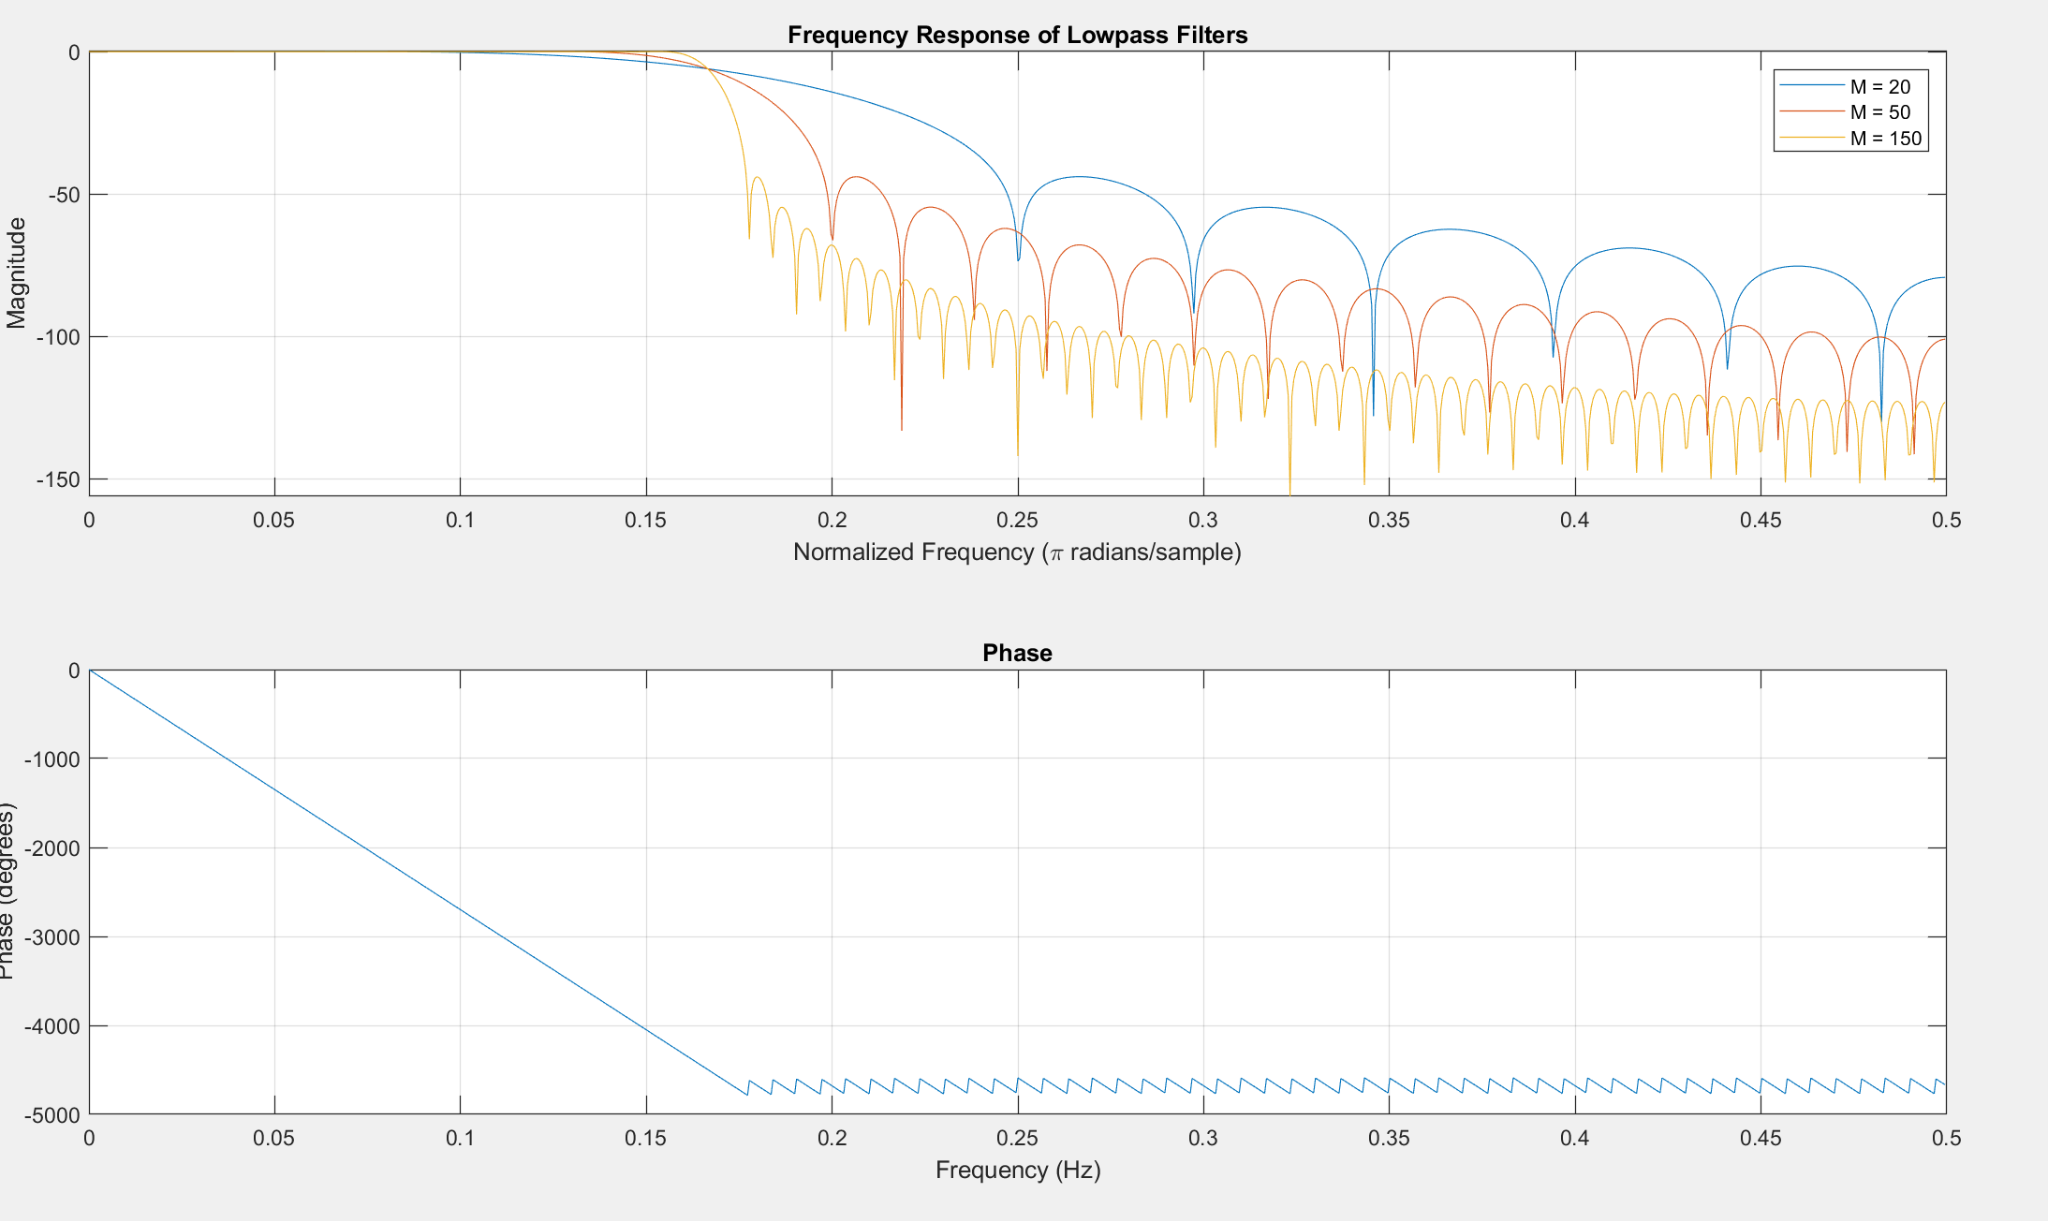 Frequency Response of Lowpass Filters
0
-50
-100
-150
Magnitude
M = 20
M = 50
M = 150
0 0.05 0.1 0.15 0.2 0.25 0.3 0.35 0.4 0.45 0.5
Normalized Frequency (π radians/sample)
Phase
0
-1000
-2000
-3000
-4000
-5000
Phase (degrees)
0 0.05 0.1 0.15 0.2 0.25 0.3 0.35 0.4 0.45 0.5
Frequency (Hz)